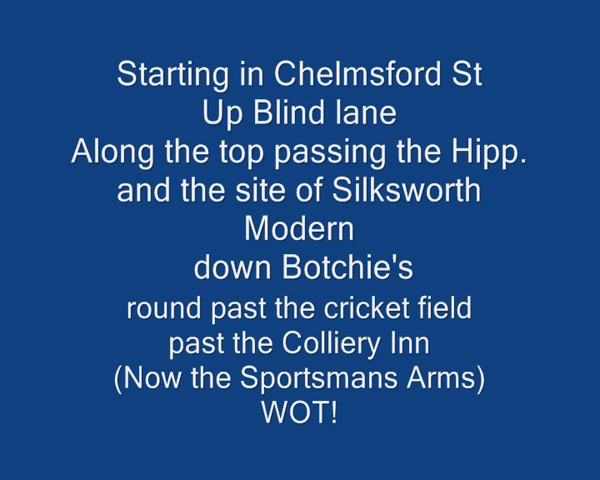 Starting in Chelmsford St
Up Blind lane
Along the top passing the Hipp.
and the site of Silksworth
Modern
down Botchie's
round past the cricket field
past the Colliery Inn
(Now the Sportsmans Arms)
WOT!